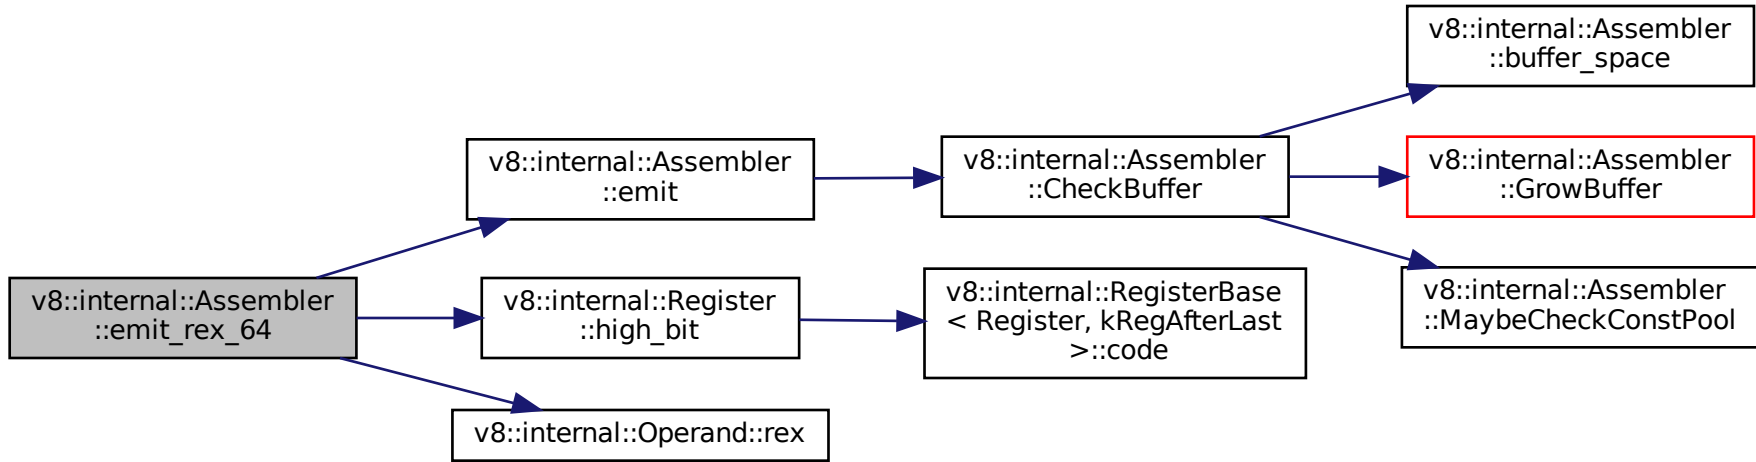 v8::internal::Assembler
::emit_rex_64
v8::internal::Assembler
::emit
v8::internal::Assembler
::CheckBuffer
v8::internal::Assembler
::buffer_space
v8::internal::Assembler
::GrowBuffer
v8::internal::Assembler
::MaybeCheckConstPool
v8::internal::Register
::high_bit
v8::internal::RegisterBase
< Register, kRegAfterLast
>::code
v8::internal::Operand::rex